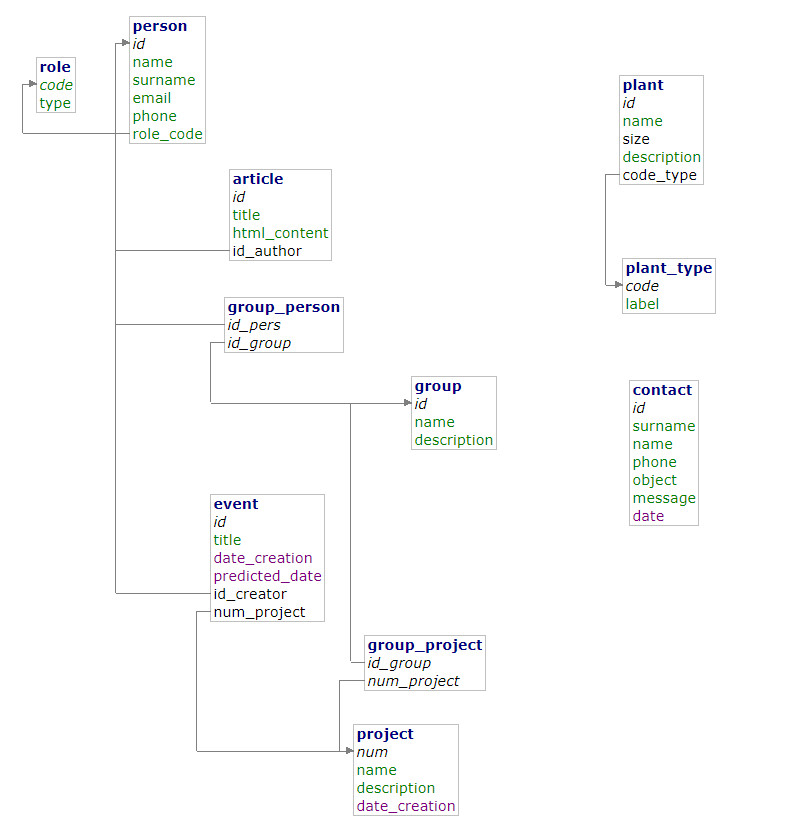 person
id
name
surname
email
phone
role_code
role
code
type
plant
id
name
size
description
code_type
article
id
title
html_content
id_author
plant_type
code
label
group_person
id_pers
id_group
group
id
name
description
contact
id
surname
name
phone
object
message
date
event
id
title
date_creation
predicted_date
id_creator
num_project
group_project
id_group
num_project
project
num
name
description
date_creation